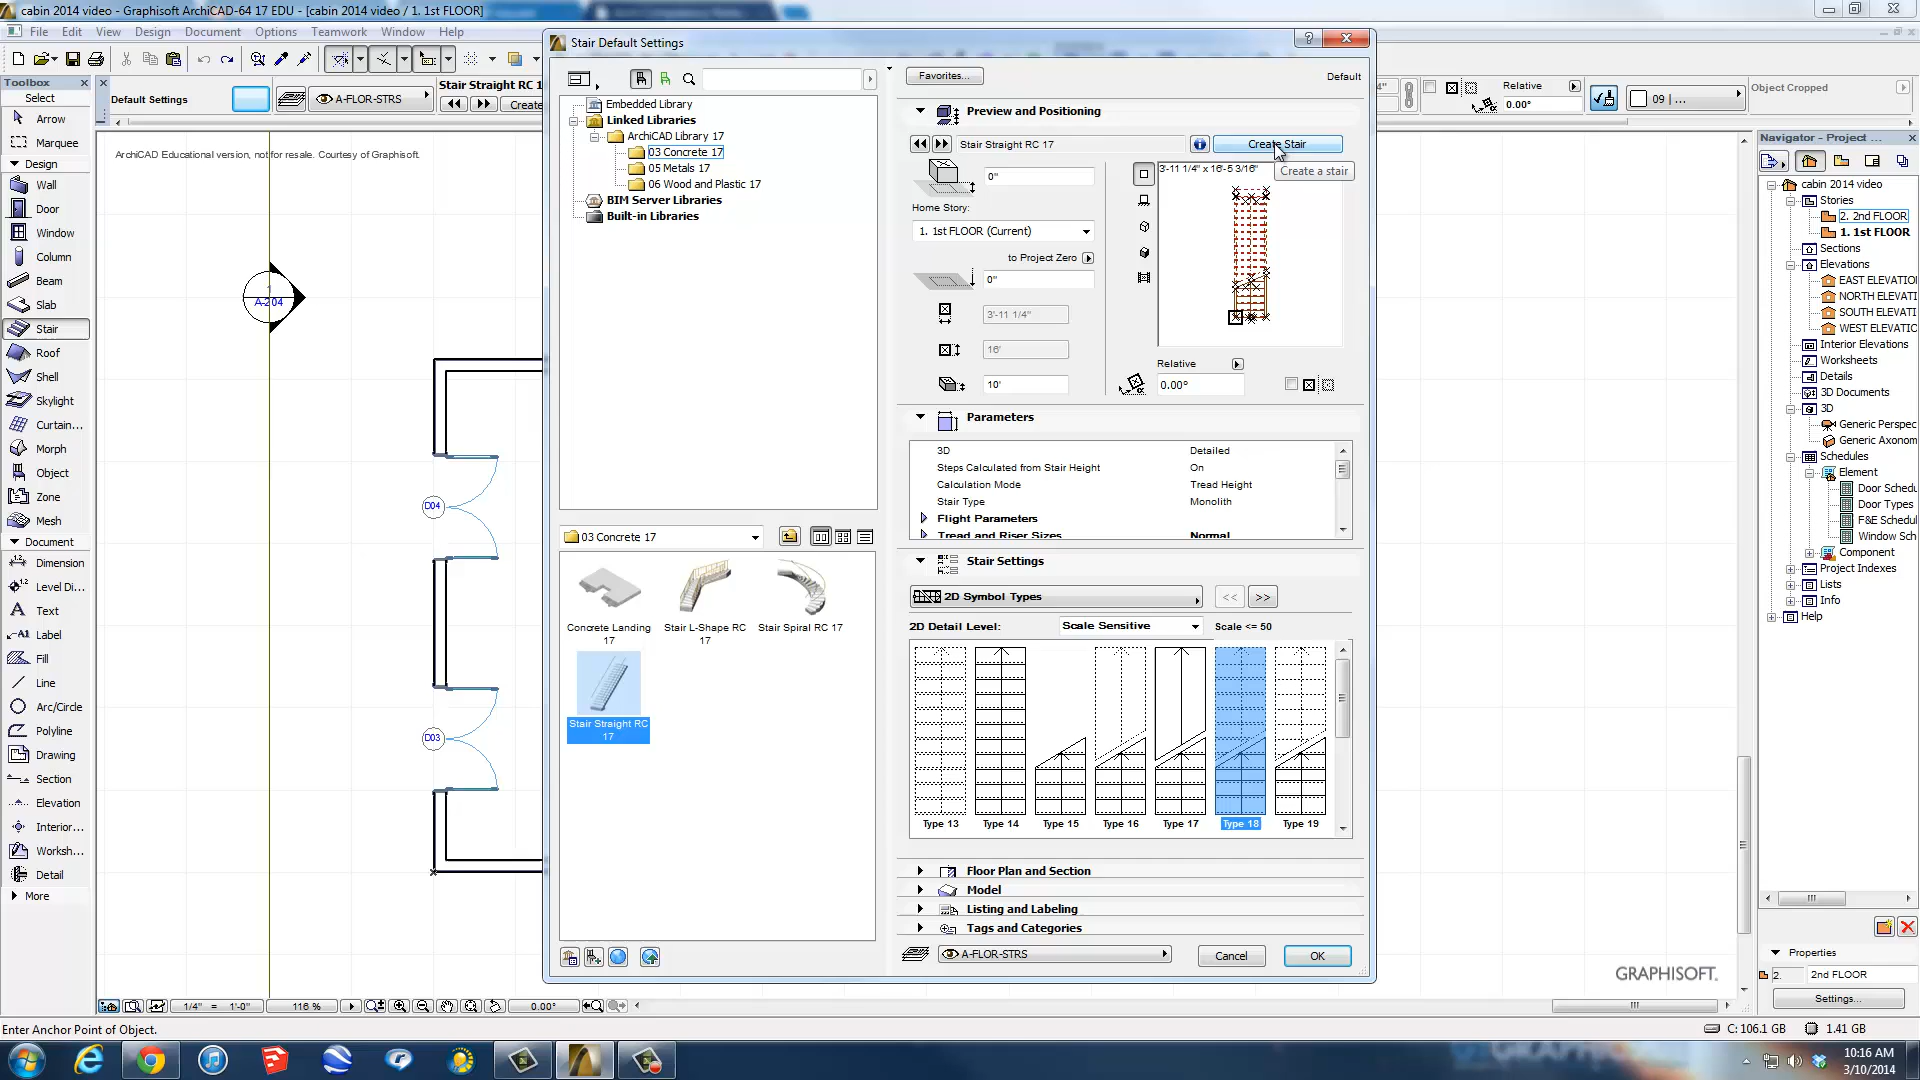 cabin 2014 video - Graphisoft ArchiCAD-64 17 EDU - [cabin 2014 video / 1. 1st FLOOR]
File Edit View Design Document Options Teamwork Window Help
Toolbox
Select
Arrow
Marquee
Design
Wall
Door
Window
Column
Beam
Slab
Stair
Roof
Shell
Skylight
Curtain...
Morph
Object
Zone
Mesh
Document
Dimension
Level Di...
Text
Label
Fill
Line
Arc/Circle
Polyline
Drawing
Section
Elevation
Interior...
Worksh...
Detail
More
Default Settings
A-FLOR-STRS
Stair Straight RC 1
Create
ArchiCAD Educational version, not for resale. Courtesy of Graphisoft.
1
A-204
D04
D03
Stair Default Settings
Embedded Library
Linked Libraries
ArchiCAD Library 17
03 Concrete 17
05 Metals 17
06 Wood and Plastic 17
BIM Server Libraries
Built-in Libraries
03 Concrete 17
Concrete Landing 17
Stair L-Shape RC 17
Stair Spiral RC 17
Stair Straight RC 17
Favorites...
Default
Preview and Positioning
Stair Straight RC 17
Create Stair
Create a stair
3'-11 1/4" x 16'-5 3/16"
0"
Home Story:
1. 1st FLOOR (Current)
to Project Zero
0"
3'-11 1/4"
16'
10'
Relative
0.00°
Parameters
3D Detailed
Steps Calculated from Stair Height On
Calculation Mode Tread Height
Stair Type Monolith
Flight Parameters
Tread and Riser Sizes Normal
Stair Settings
2D Symbol Types
<< >>
2D Detail Level: Scale Sensitive Scale <= 50
Type 13 Type 14 Type 15 Type 16 Type 17 Type 18 Type 19
Floor Plan and Section
Model
Listing and Labeling
Tags and Categories
A-FLOR-STRS
Cancel
OK
Relative
0.00°
09 | ...
Object Cropped
Navigator - Project ...
cabin 2014 video
Stories
2. 2nd FLOOR
1. 1st FLOOR
Sections
Elevations
EAST ELEVATI
NORTH ELEVATI
SOUTH ELEVATI
WEST ELEVATIO
Interior Elevations
Worksheets
Details
3D Documents
3D
Generic Perspec
Generic Axonom
Schedules
Element
Door Schedu
Door Types
F&E Schedul
Window Sch
Component
Project Indexes
Lists
Info
Help
Properties
2. 2nd FLOOR
Settings...
GRAPHISOFT.
1/4" = 1'-0"
116 %
0.00°
Enter Anchor Point of Object.
C: 106.1 GB
1.41 GB
10:16 AM
3/10/2014